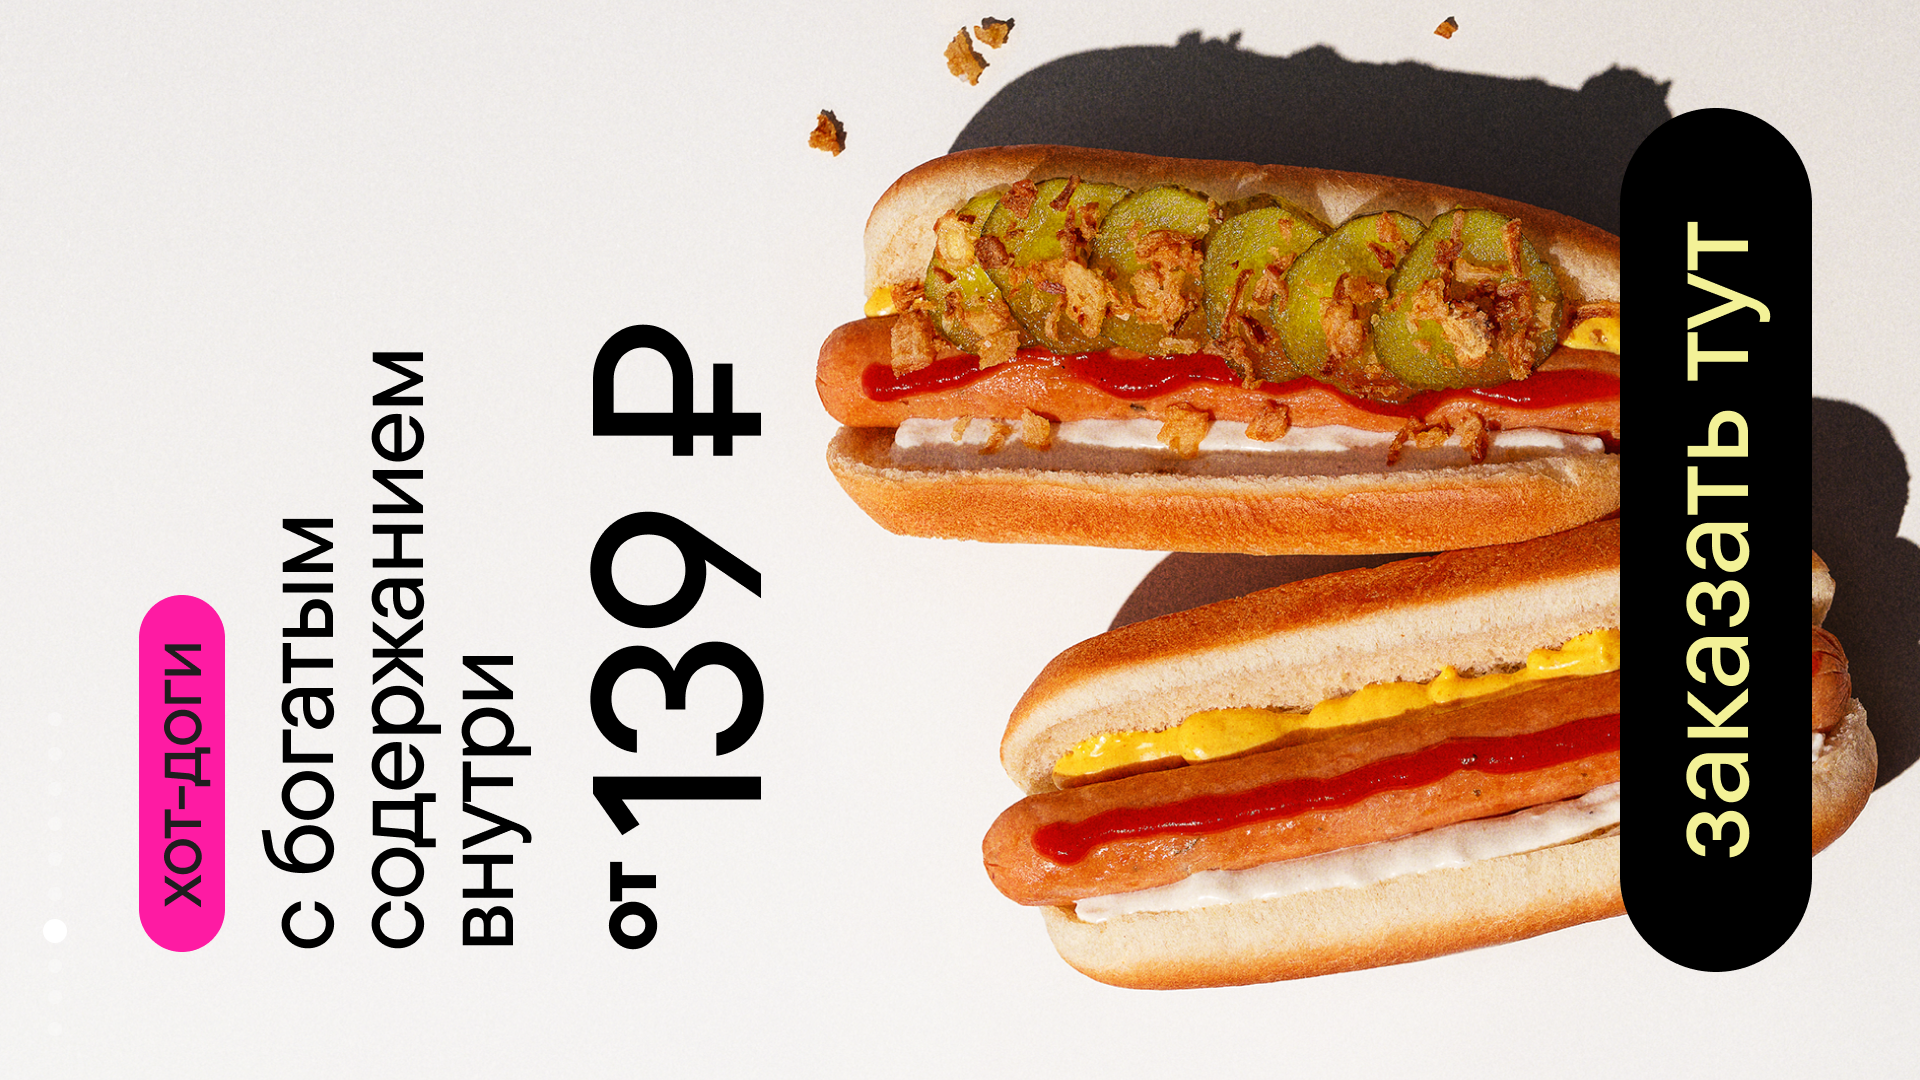 хот-доги
с богатым
содержанием
внутри
от 139 ₽
заказать тут